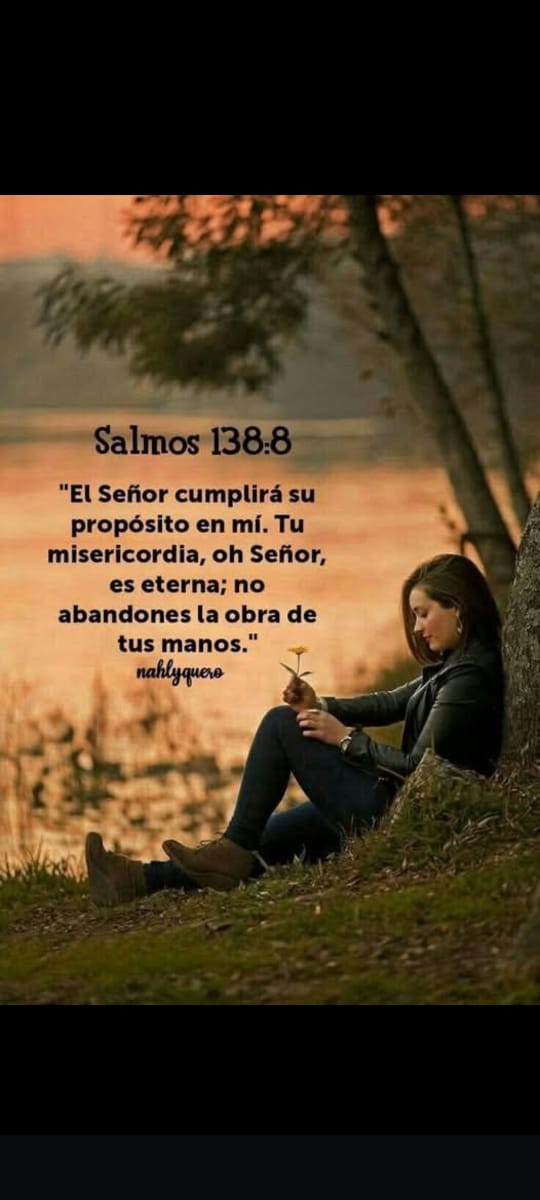 Salmos 138:8
"El Señor cumplirá su
propósito en mí. Tu
misericordia, oh Señor,
es eterna; no
abandones la obra de
tus manos."
nahlyquero